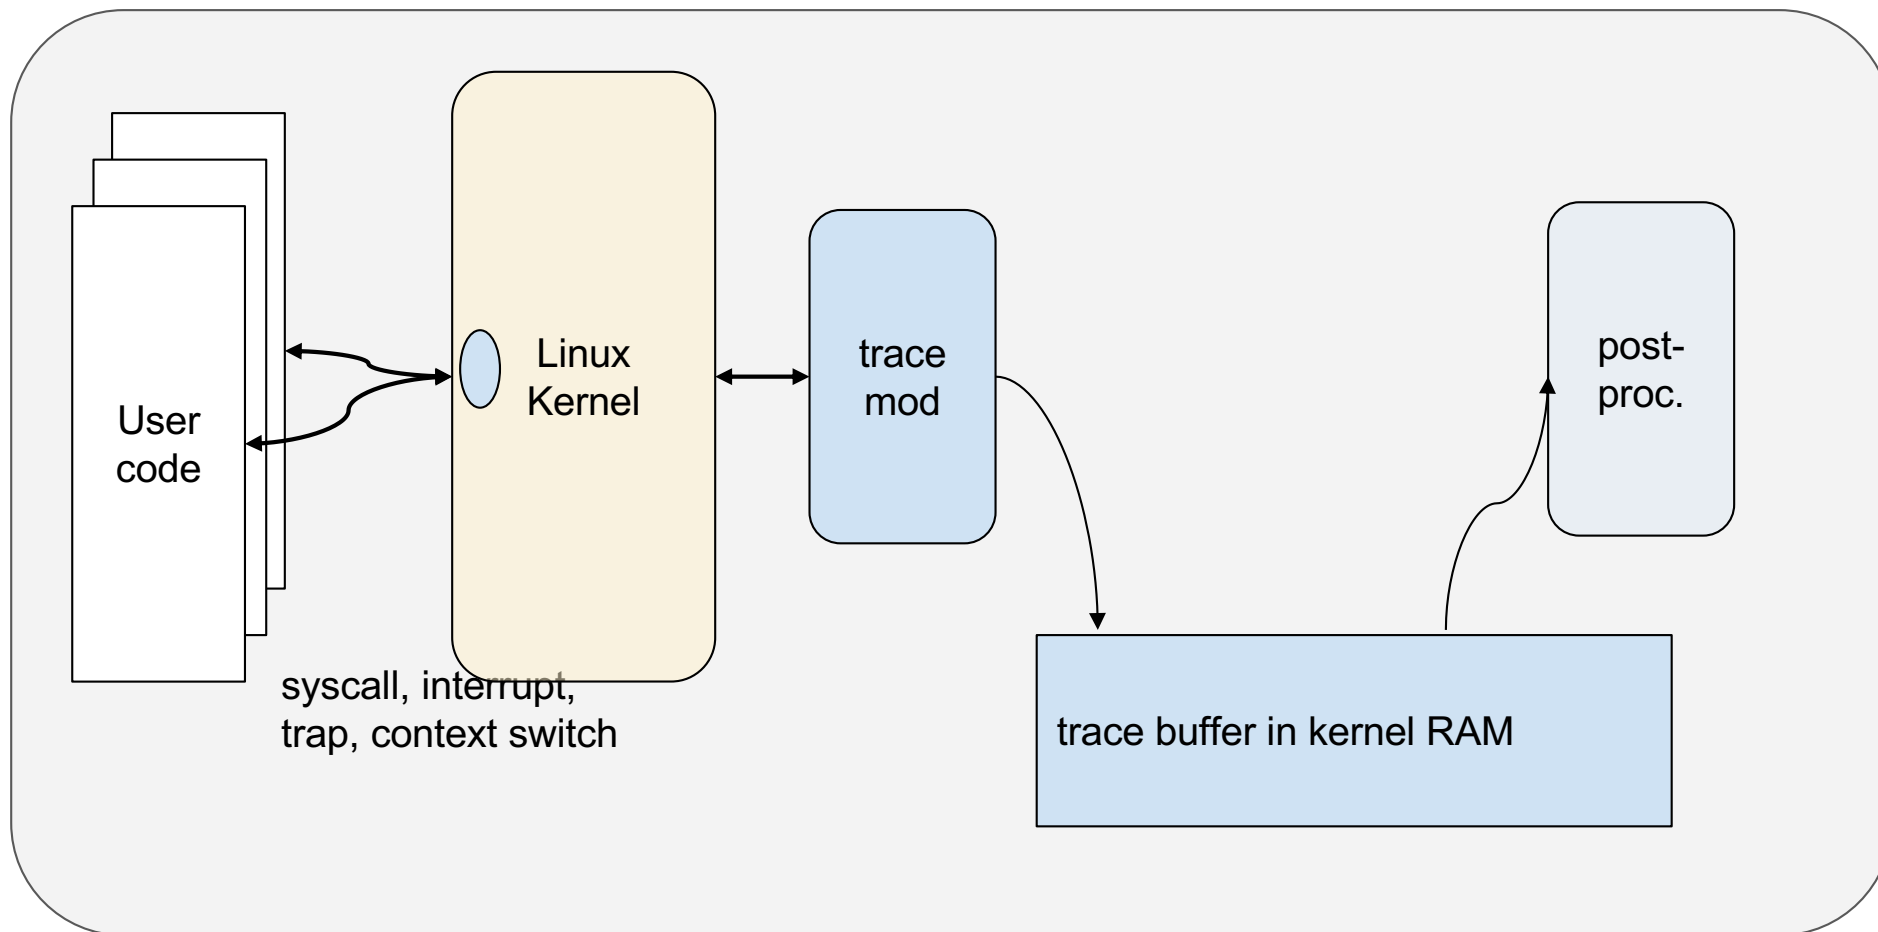 User
code
syscall, interrupt,
trap, context switch
Linux
Kernel
trace
mod
trace buffer in kernel RAM
post-
proc.